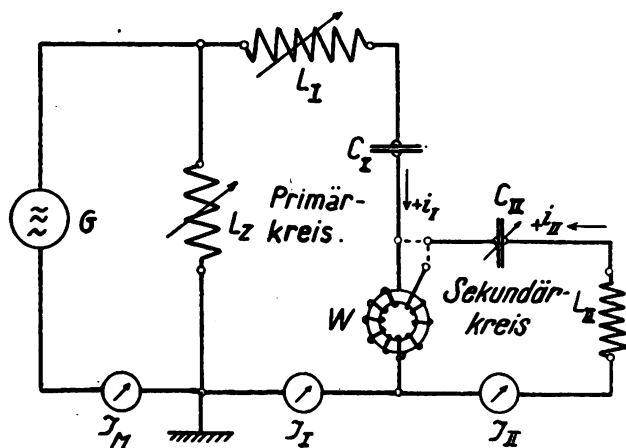 L_I
C_I
+i_I
C_II
+i_II
≈
G
L_Z
Primär-
kreis.
W
Sekundär-
kreis
L_II
J_M
J_I
J_II